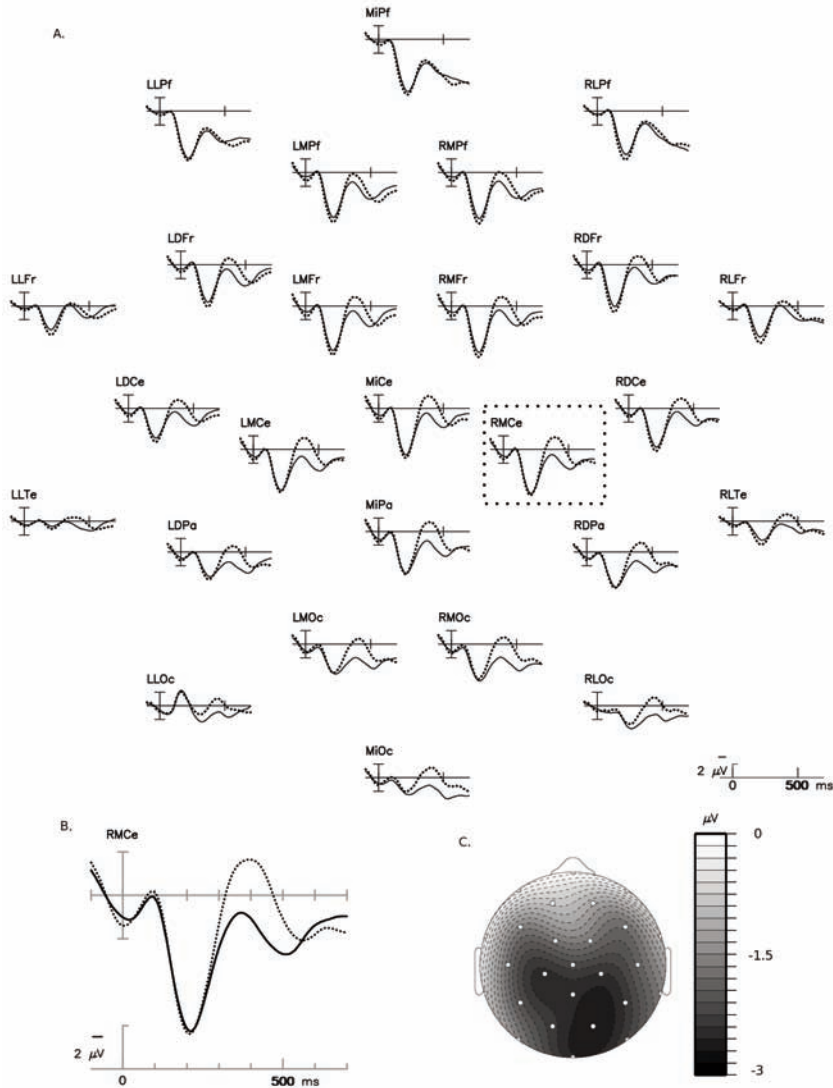 A.
MiPf
LLPf
RLPf
LMPf RMPf
LDFr RDFr
LLFr LMFr RMFr RLFr
LDCe MiCe RDCe
LMCe RMCe
LLTe MiPa RLTe
LDPa RDPa
LMOc RMOc
LLOc RLOc
MiOc
2 μV
0 500 ms
B.
RMCe
2 μV
0 500 ms
C.
μV
0
-1.5
-3